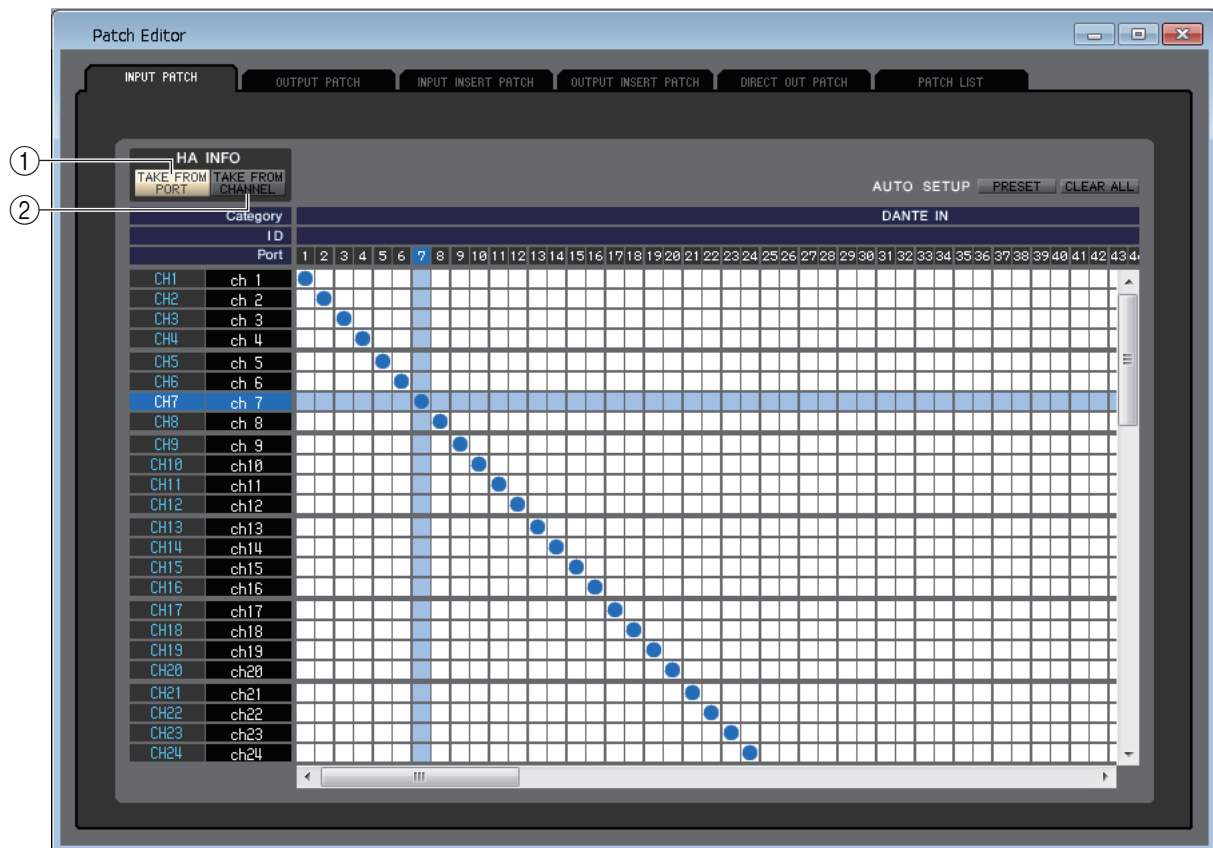 Patch Editor
INPUT PATCH OUTPUT PATCH INPUT INSERT PATCH OUTPUT INSERT PATCH DIRECT OUT PATCH PATCH LIST
① HA INFO
TAKE FROM PORT TAKE FROM CHANNEL
② AUTO SETUP PRESET CLEAR ALL
Category DANTE IN
ID
Port 1 2 3 4 5 6 7 8 9 10 11 12 13 14 15 16 17 18 19 20 21 22 23 24 25 26 27 28 29 30 31 32 33 34 35 36 37 38 39 40 41 42 43
CH1 ch 1
CH2 ch 2
CH3 ch 3
CH4 ch 4
CH5 ch 5
CH6 ch 6
CH7 ch 7
CH8 ch 8
CH9 ch 9
CH10 ch10
CH11 ch11
CH12 ch12
CH13 ch13
CH14 ch14
CH15 ch15
CH16 ch16
CH17 ch17
CH18 ch18
CH19 ch19
CH20 ch20
CH21 ch21
CH22 ch22
CH23 ch23
CH24 ch24